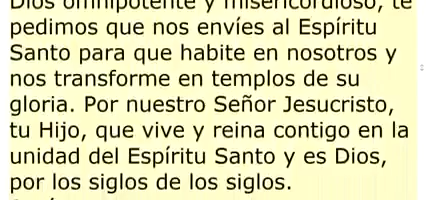 Dios omnipotente y misericordioso, te
pedimos que nos envíes al Espíritu
Santo para que habite en nosotros y
nos transforme en templos de su
gloria. Por nuestro Señor Jesucristo,
tu Hijo, que vive y reina contigo en la
unidad del Espíritu Santo y es Dios,
por los siglos de los siglos.